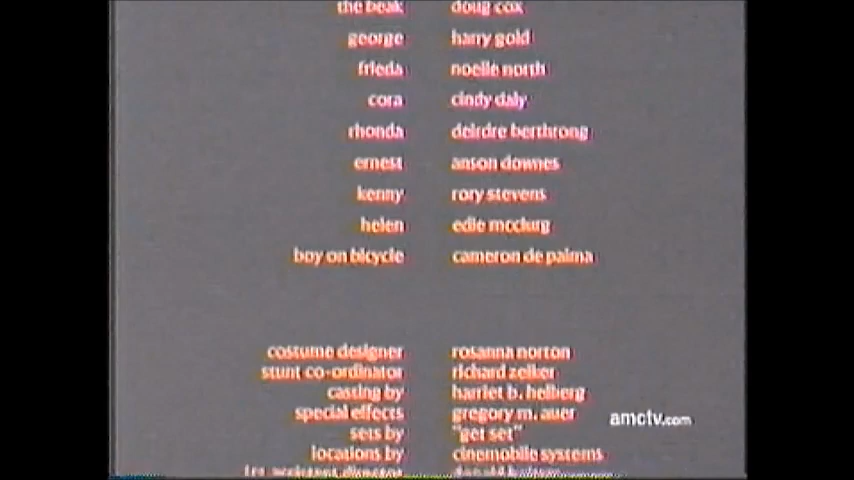 the beak doug cox
george harry gold
frieda noelle north
cora cindy daly
rhonda deirdre berthrong
ernest anson downes
kenny rory stevens
helen edie mcclurg
boy on bicycle cameron de palma
costume designer rosanna norton
stunt co-ordinator richard zeiker
casting by harriet b. helberg
special effects gregory m. auer
sets by "get set"
locations by cinemobile systems
amctv.com